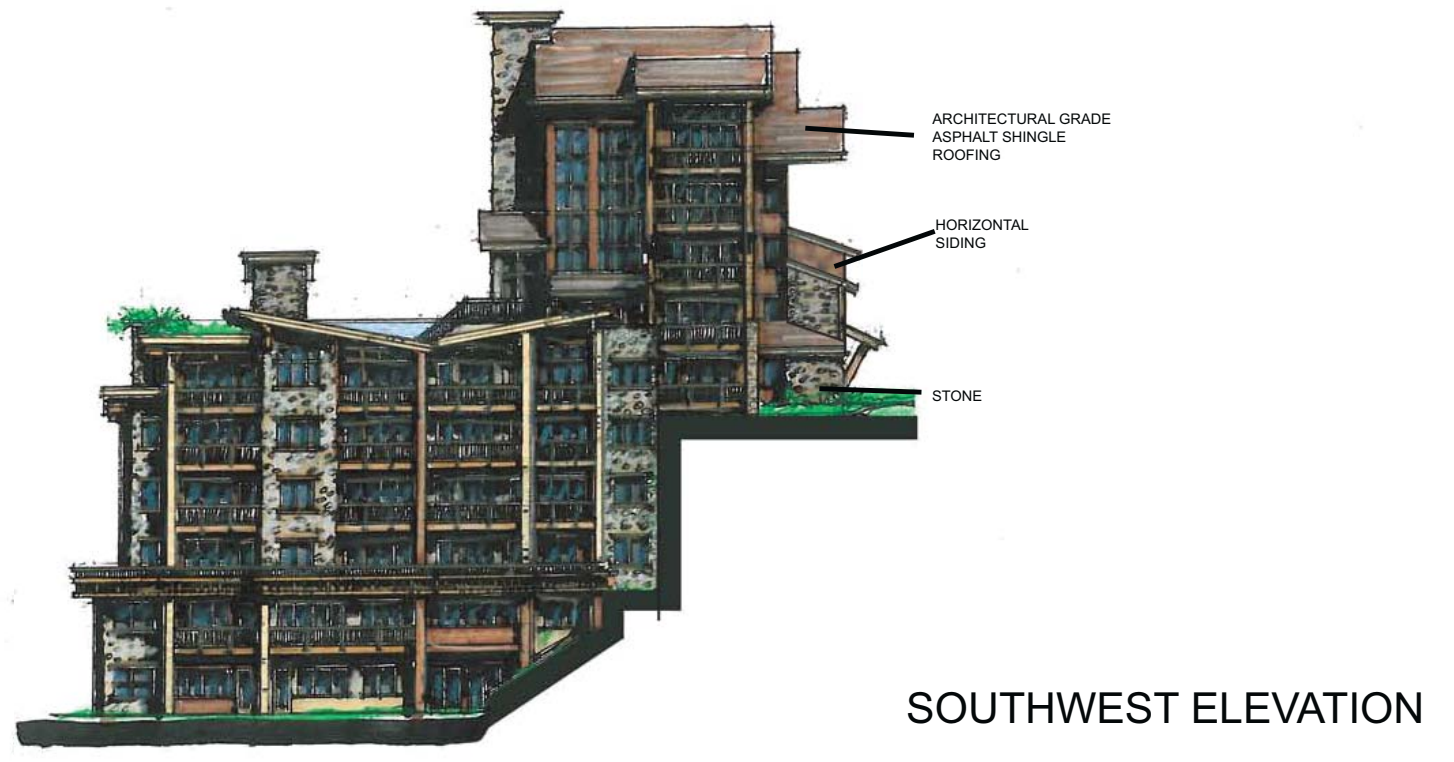 ARCHITECTURAL GRADE
ASPHALT SHINGLE
ROOFING
HORIZONTAL
SIDING
STONE
SOUTHWEST ELEVATION